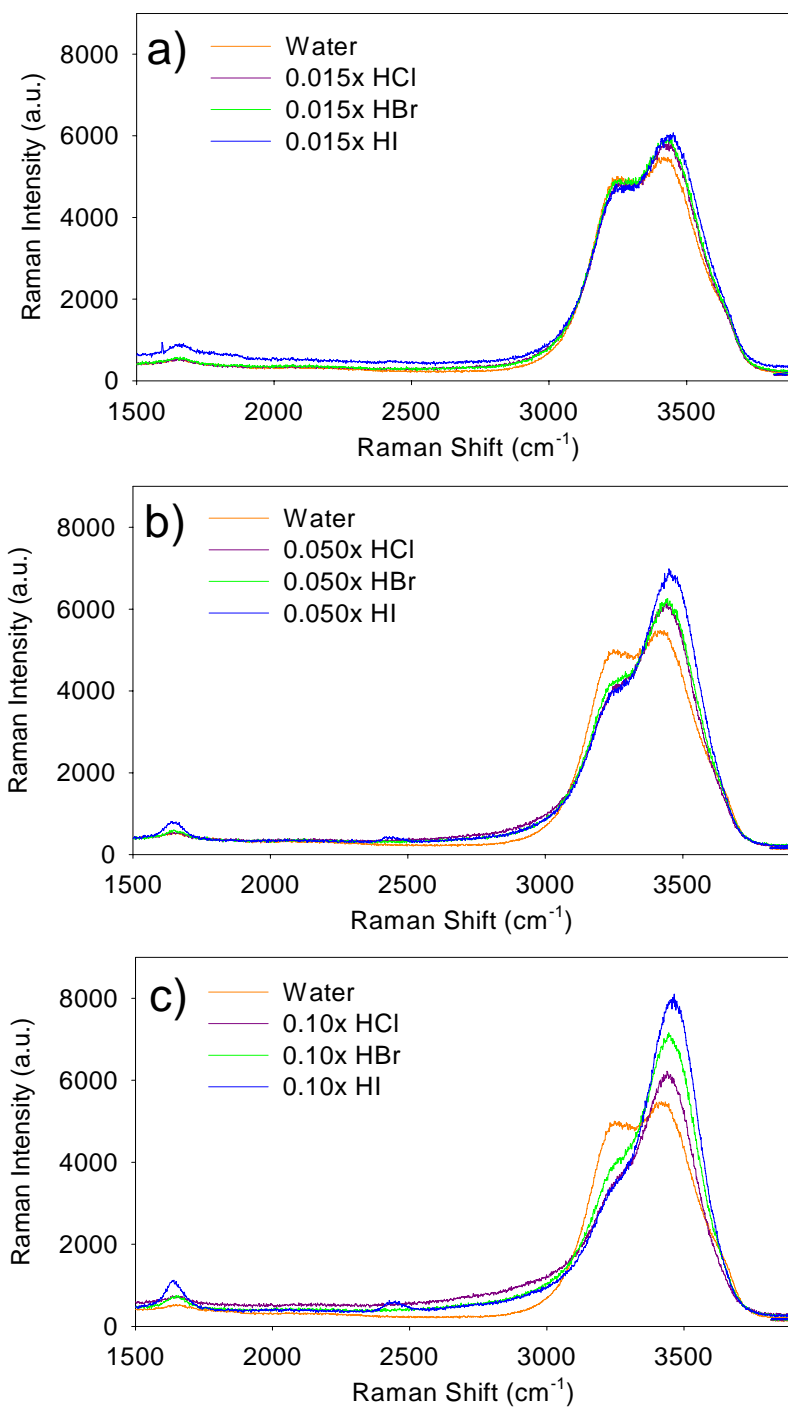 a)
Water
0.015x HCl
0.015x HBr
0.015x HI
8000
6000
4000
2000
0
Raman Intensity (a.u.)
1500 2000 2500 3000 3500
Raman Shift (cm-1)
b)
Water
0.050x HCl
0.050x HBr
0.050x HI
8000
6000
4000
2000
0
Raman Intensity (a.u.)
1500 2000 2500 3000 3500
Raman Shift (cm-1)
c)
Water
0.10x HCl
0.10x HBr
0.10x HI
8000
6000
4000
2000
0
Raman Intensity (a.u.)
1500 2000 2500 3000 3500
Raman Shift (cm-1)